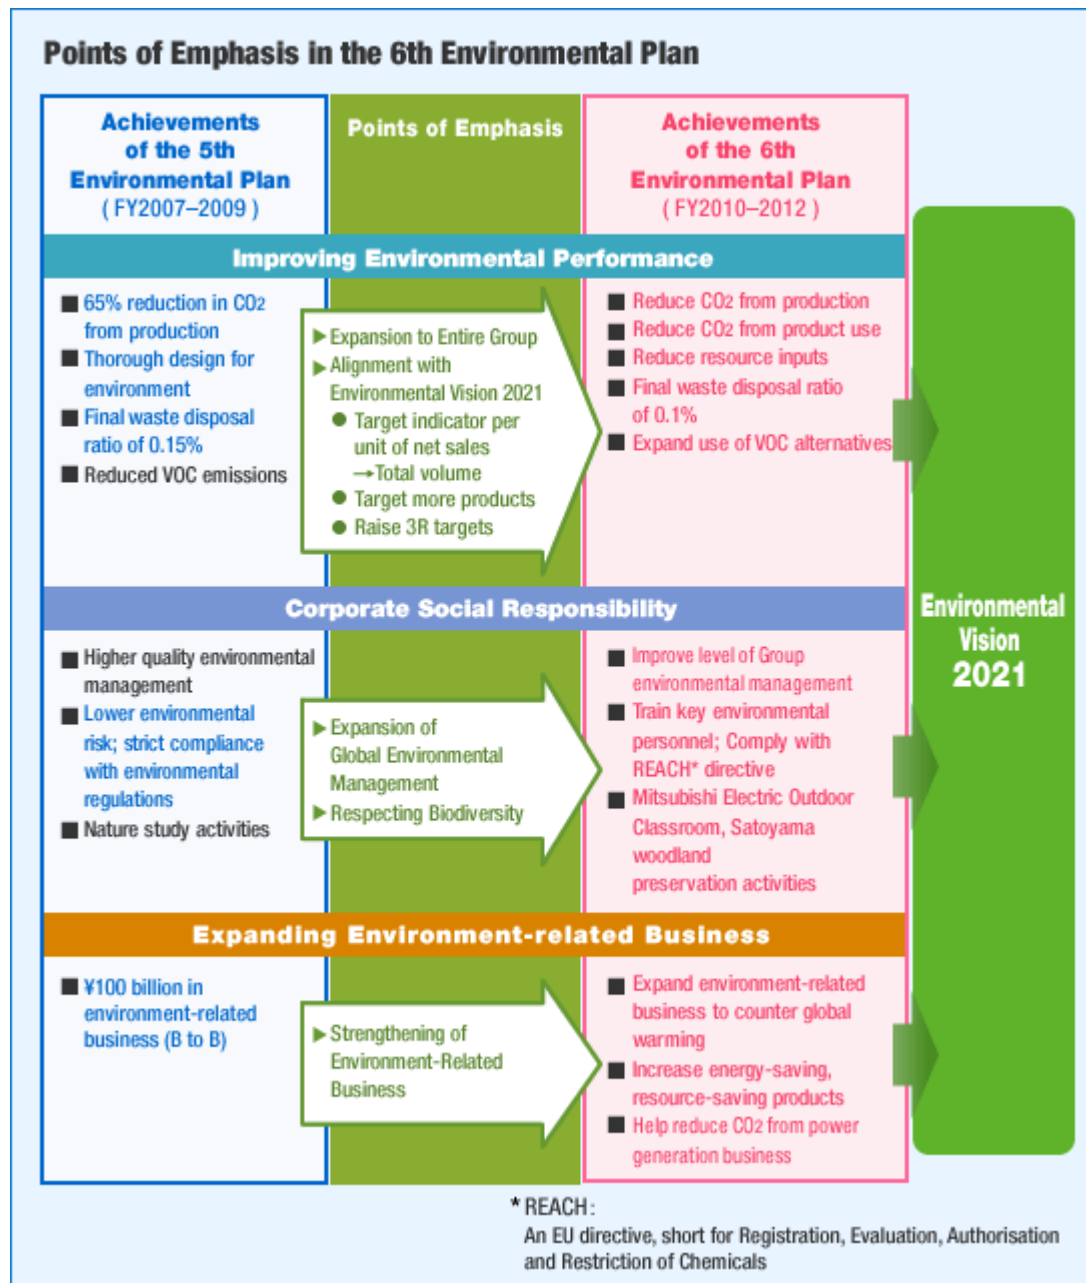 Points of Emphasis in the 6th Environmental Plan
Achievements
of the 5th
Environmental Plan
( FY2007–2009 )
Points of Emphasis
Achievements
of the 6th
Environmental Plan
( FY2010–2012 )
Improving Environmental Performance
■ 65% reduction in CO2
from production
■ Thorough design for
environment
■ Final waste disposal
ratio of 0.15%
■ Reduced VOC emissions
▶ Expansion to Entire Group
▶ Alignment with
Environmental Vision 2021
● Target indicator per
unit of net sales
→Total volume
● Target more products
● Raise 3R targets
■ Reduce CO2 from production
■ Reduce CO2 from product use
■ Reduce resource inputs
■ Final waste disposal ratio
of 0.1%
■ Expand use of VOC alternatives
Corporate Social Responsibility
■ Higher quality environmental
management
■ Lower environmental
risk; strict compliance
with environmental
regulations
■ Nature study activities
▶ Expansion of
Global Environmental
Management
▶ Respecting Biodiversity
■ Improve level of Group
environmental management
■ Train key environmental
personnel; Comply with
REACH* directive
■ Mitsubishi Electric Outdoor
Classroom, Satoyama
woodland
preservation activities
Expanding Environment-related Business
■ ¥100 billion in
environment-related
business (B to B)
▶ Strengthening of
Environment-Related
Business
■ Expand environment-related
business to counter global
warming
■ Increase energy-saving,
resource-saving products
■ Help reduce CO2 from power
generation business
Environmental
Vision
2021
* REACH :
An EU directive, short for Registration, Evaluation, Authorisation
and Restriction of Chemicals